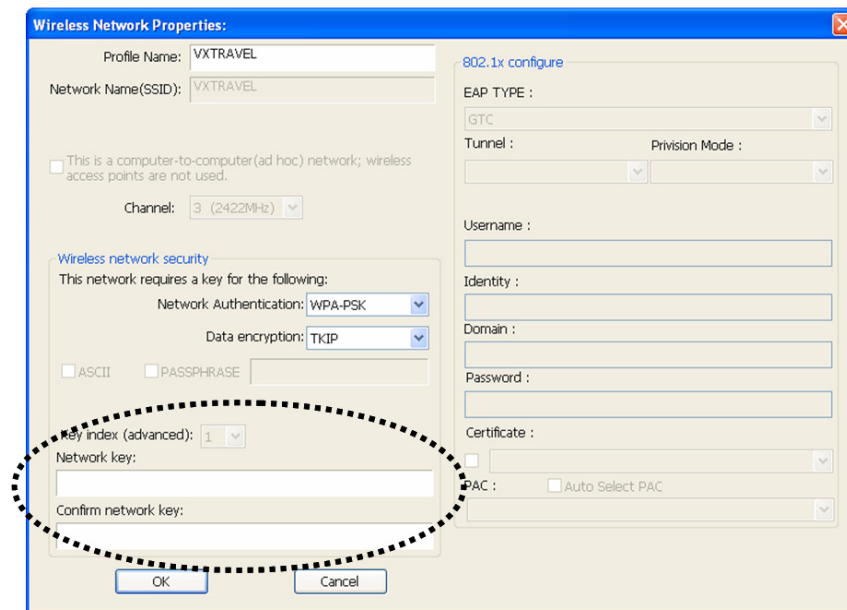 Wireless Network Properties:
Profile Name: VXTRAVEL
Network Name(SSID): VXTRAVEL
This is a computer-to-computer(ad hoc) network; wireless
access points are not used.
Channel: 3 (2422MHz)
Wireless network security
This network requires a key for the following:
Network Authentication: WPA-PSK
Data encryption: TKIP
ASCII PASSPHRASE
Key index (advanced): 1
Network key:
Confirm network key:
OK Cancel
802.1x configure
EAP TYPE :
GTC
Tunnel : Privision Mode :
Username :
Identity :
Domain :
Password :
Certificate :
PAC : Auto Select PAC